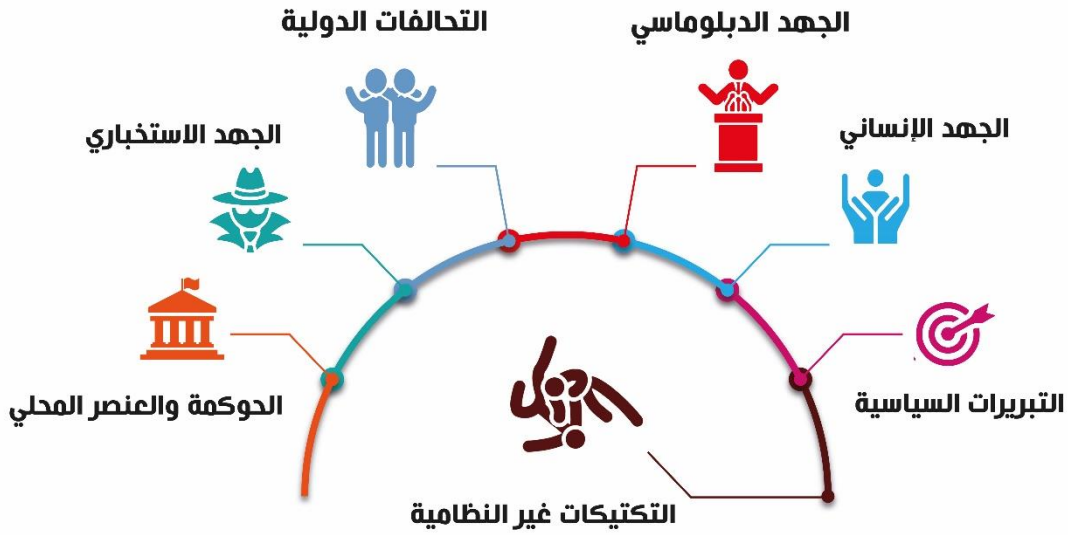 الجهد الدبلوماسي
التحالفات الدولية
الجهد الإنساني
الجهد الاستخباري
التبريرات السياسية
الحوكمة والعنصر المحلي
التكتيكات غير النظامية